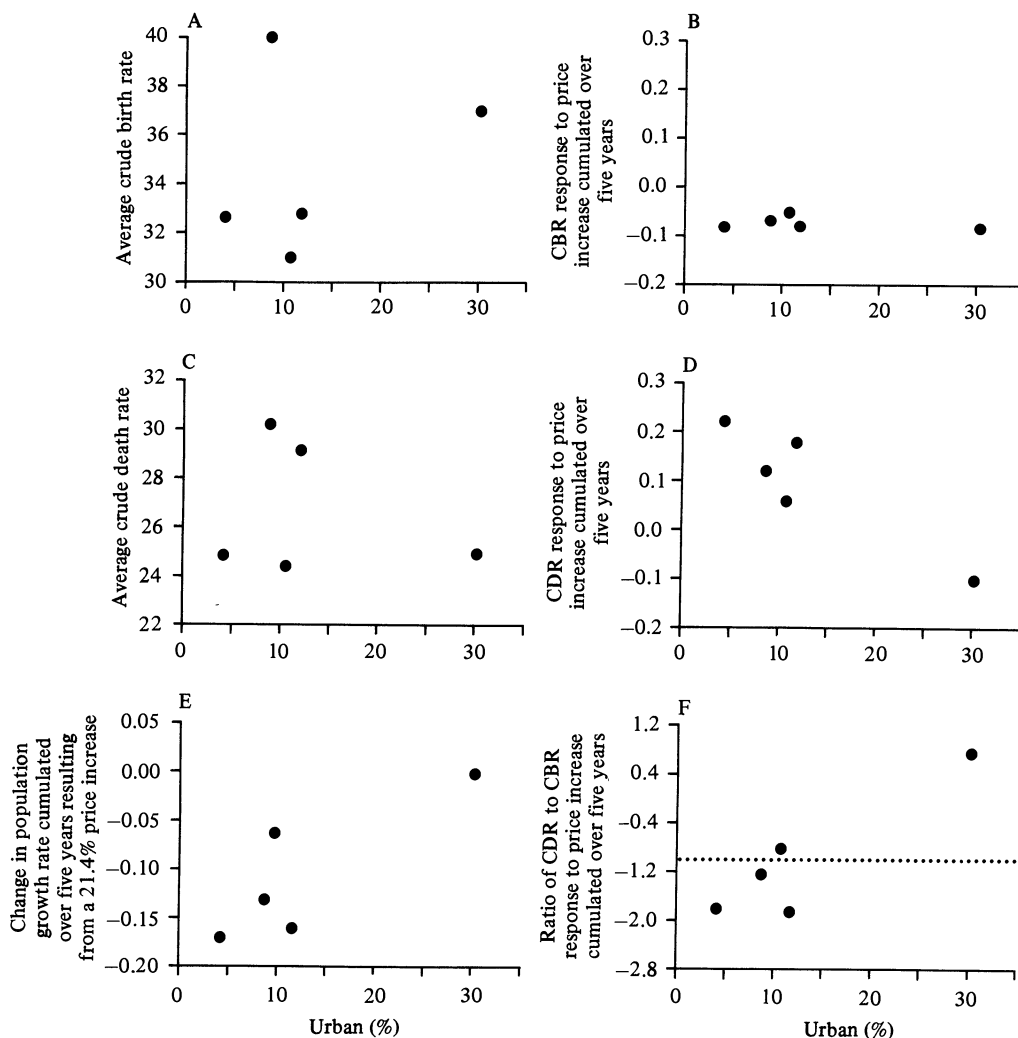 A
Average crude birth rate
40
38
36
34
32
30
0
10
20
30
B
CBR response to price
increase cumulated over
five years
0.3
0.2
0.1
0.0
−0.1
−0.2
0
10
20
30
C
Average crude death rate
32
30
28
26
24
22
0
10
20
30
D
CDR response to price
increase cumulated over
five years
0.3
0.2
0.1
0.0
−0.1
−0.2
0
10
20
30
E
Change in population
growth rate cumulated
over five years resulting
from a 21.4% price increase
0.05
0.00
−0.05
−0.10
−0.15
−0.20
0
10
20
30
Urban (%)
F
Ratio of CDR to CBR
response to price increase
cumulated over five years
1.2
0.4
−0.4
−1.2
−2.0
−2.8
0
10
20
30
Urban (%)